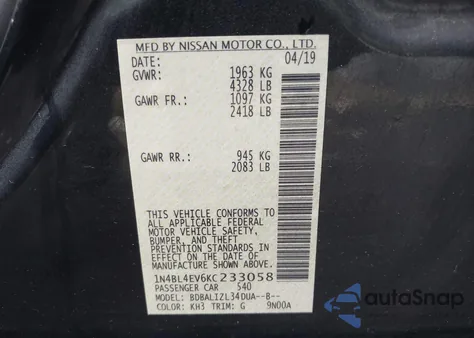 MFD BY NISSAN MOTOR CO., LTD.
DATE: 04/19
GVWR: 1963 KG
4328 LB
GAWR FR.: 1097 KG
2418 LB
GAWR RR.: 945 KG
2083 LB
THIS VEHICLE CONFORMS TO
ALL APPLICABLE FEDERAL
MOTOR VEHICLE SAFETY,
BUMPER, AND THEFT
PREVENTION STANDARDS IN
EFFECT ON THE DATE OF
MANUFACTURE SHOWN ABOVE.
1N4BL4EV6KC233058
PASSENGER CAR S40
MODEL: BDBALIZL34DUA--B--
COLOR: KH3 TRIM: G 9N00A
autoSnap